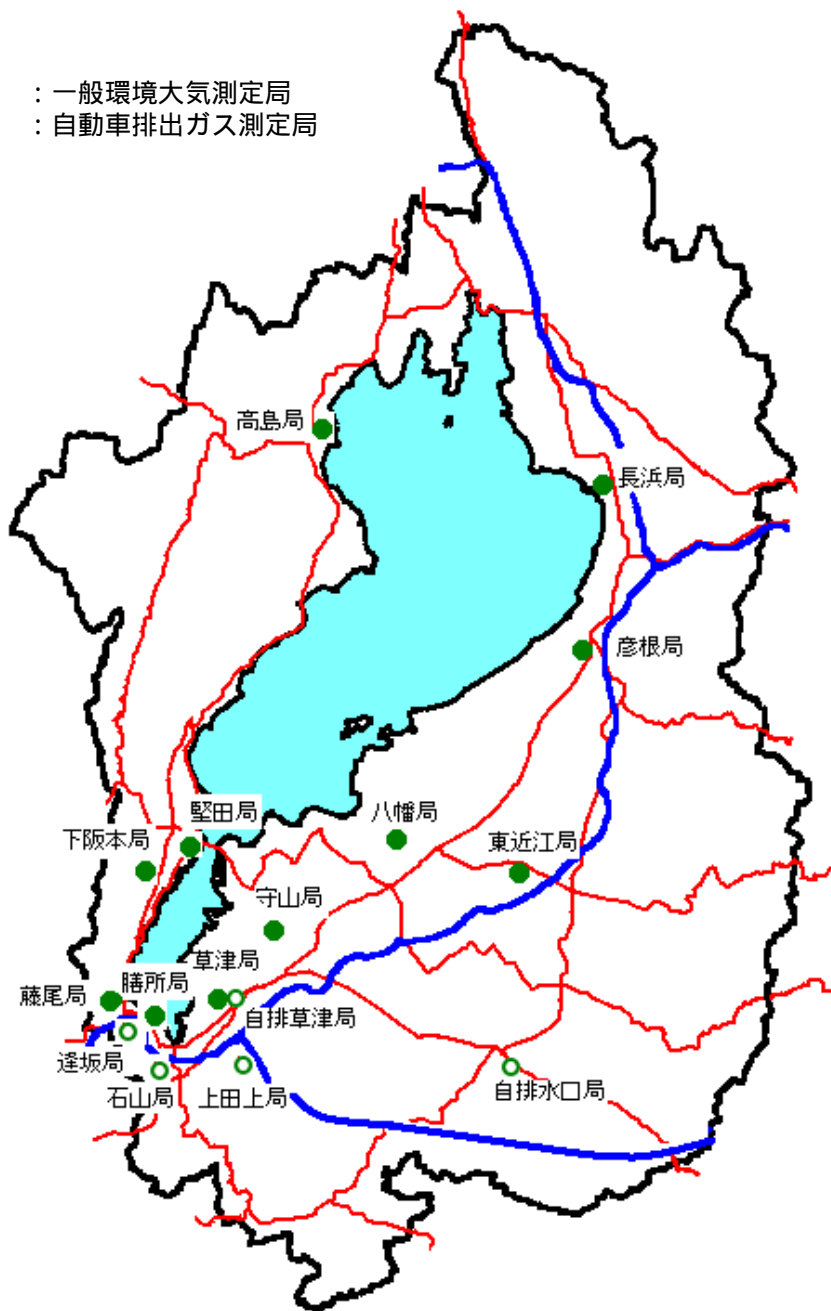 ：一般環境大気測定局
：自動車排出ガス測定局
高島局
長浜局
彦根局
堅田局
八幡局
下阪本局
東近江局
守山局
草津局
膳所局
藤尾局
自排草津局
逢坂局
石山局
上田上局
自排水口局